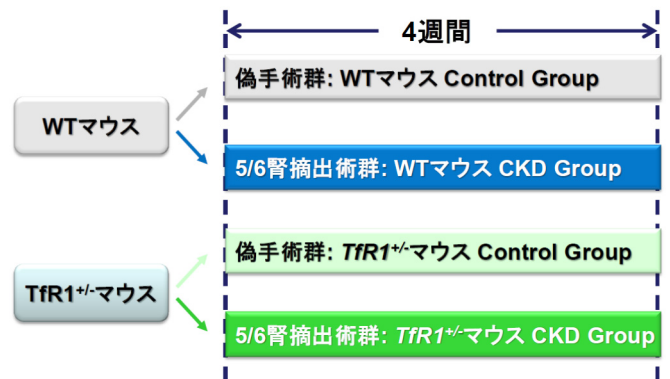 4週間
偽手術群: WTマウス Control Group
WTマウス
5/6腎摘出術群: WTマウス CKD Group
偽手術群: TfR1+/-マウス Control Group
TfR1+/-マウス
5/6腎摘出術群: TfR1+/-マウス CKD Group